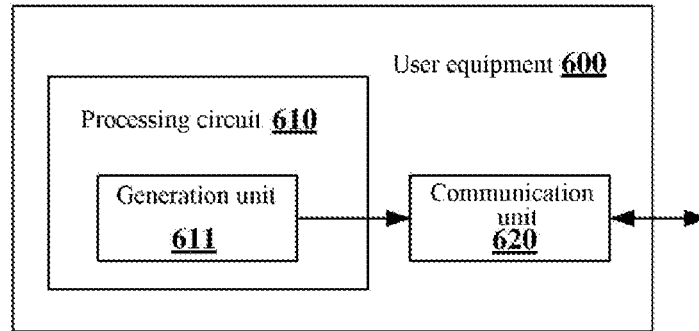 User equipment 600
Processing circuit 610
Generation unit
611
Communication
unit
620